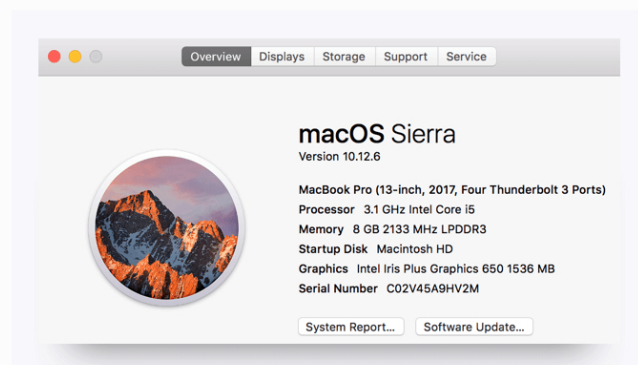 Overview Displays Storage Support Service
macOS Sierra
Version 10.12.6
MacBook Pro (13-inch, 2017, Four Thunderbolt 3 Ports)
Processor 3.1 GHz Intel Core i5
Memory 8 GB 2133 MHz LPDDR3
Startup Disk Macintosh HD
Graphics Intel Iris Plus Graphics 650 1536 MB
Serial Number C02V45A9HV2M
System Report... Software Update...